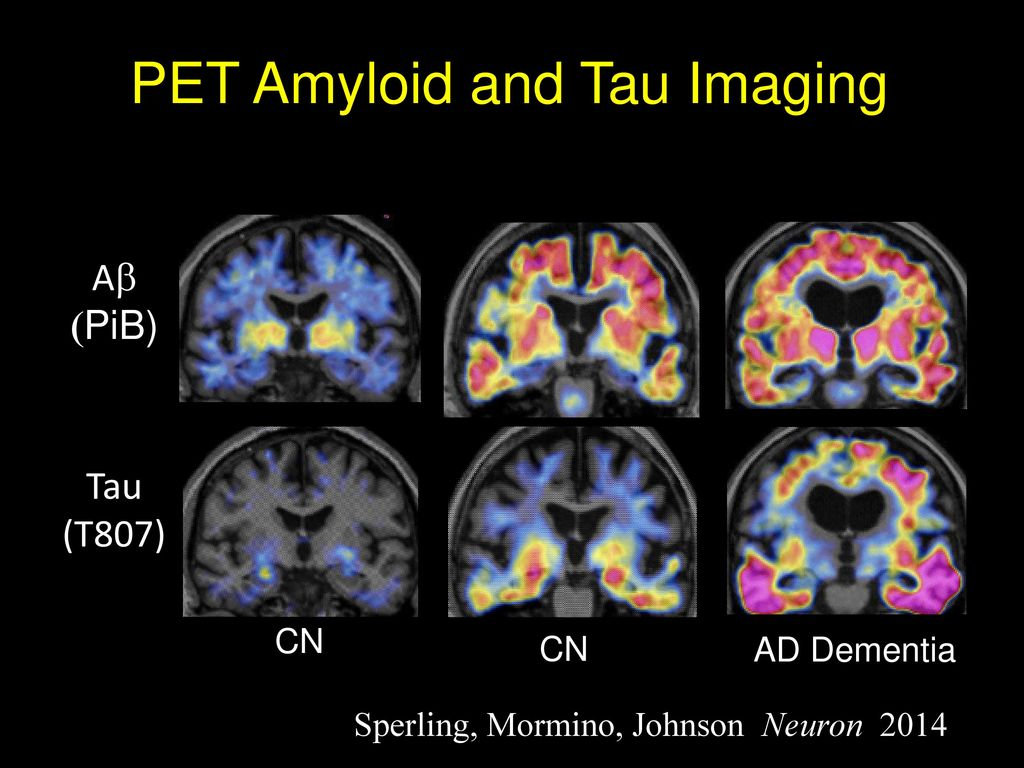 PET Amyloid and Tau Imaging
Aβ
(PiB)
Tau
(T807)
CN
CN
AD Dementia
Sperling, Mormino, Johnson Neuron 2014